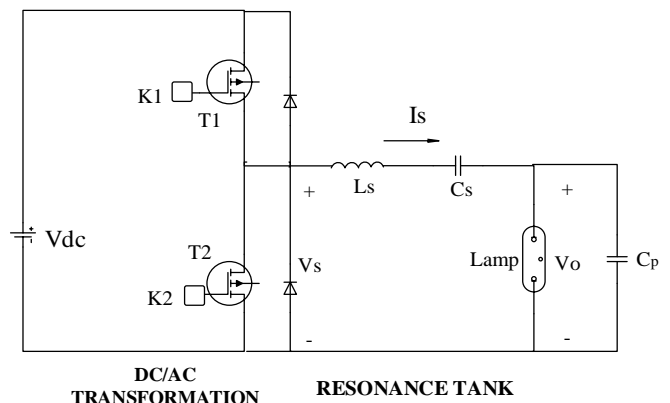 K1
T1
Is
+
Ls
Cs
+
Vdc
T2
Vs
Lamp
Vo
Cp
K2
-
-
DC/AC
TRANSFORMATION
RESONANCE TANK